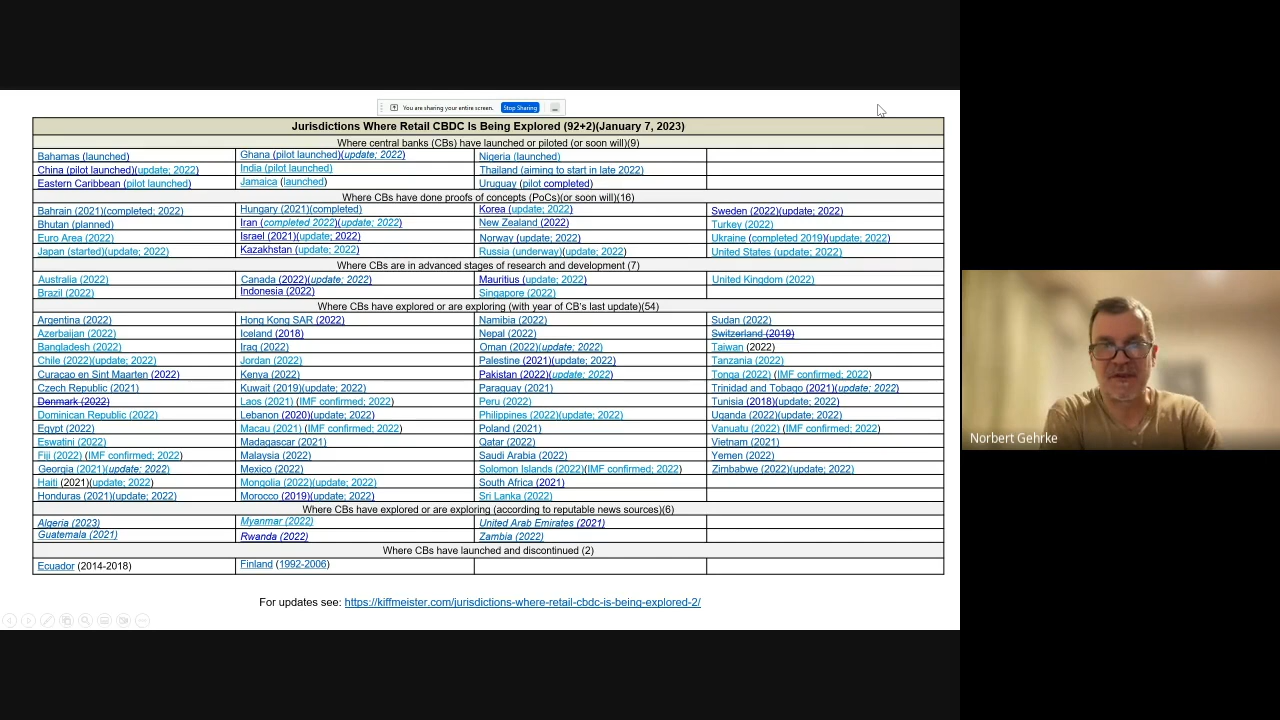 You are sharing your entire screen. Stop Sharing
Jurisdictions Where Retail CBDC Is Being Explored (92+2)(January 7, 2023)
Where central banks (CBs) have launched or piloted (or soon will)(9)
Bahamas (launched) Ghana (pilot launched)(update; 2022) Nigeria (launched)
China (pilot launched)(update; 2022) India (pilot launched) Thailand (aiming to start in late 2022)
Eastern Caribbean (pilot launched) Jamaica (launched) Uruguay (pilot completed)
Where CBs have done proofs of concepts (PoCs)(or soon will)(16)
Bahrain (2021)(completed; 2022) Hungary (2021)(completed) Korea (update; 2022) Sweden (2022)(update; 2022)
Bhutan (planned) Iran (completed 2022)(update; 2022) New Zealand (2022) Turkey (2022)
Euro Area (2022) Israel (2021)(update; 2022) Norway (update; 2022) Ukraine (completed 2019)(update; 2022)
Japan (started)(update; 2022) Kazakhstan (update; 2022) Russia (underway)(update; 2022) United States (update; 2022)
Where CBs are in advanced stages of research and development (7)
Australia (2022) Canada (2022)(update; 2022) Mauritius (update; 2022) United Kingdom (2022)
Brazil (2022) Indonesia (2022) Singapore (2022)
Where CBs have explored or are exploring (with year of CB's last update)(54)
Argentina (2022) Hong Kong SAR (2022) Namibia (2022) Sudan (2022)
Azerbaijan (2022) Iceland (2018) Nepal (2022) Switzerland (2019)
Bangladesh (2022) Iraq (2022) Oman (2022)(update; 2022) Taiwan (2022)
Chile (2022)(update; 2022) Jordan (2022) Palestine (2021)(update; 2022) Tanzania (2022)
Curacao en Sint Maarten (2022) Kenya (2022) Pakistan (2022)(update; 2022) Tonga (2022) (IMF confirmed; 2022)
Czech Republic (2021) Kuwait (2019)(update; 2022) Paraguay (2021) Trinidad and Tobago (2021)(update; 2022)
Denmark (2022) Laos (2021) (IMF confirmed; 2022) Peru (2022) Tunisia (2018)(update; 2022)
Dominican Republic (2022) Lebanon (2020)(update; 2022) Philippines (2022)(update; 2022) Uganda (2022)(update; 2022)
Egypt (2022) Macau (2021) (IMF confirmed; 2022) Poland (2021) Vanuatu (2022) (IMF confirmed; 2022)
Eswatini (2022) Madagascar (2021) Qatar (2022) Vietnam (2021)
Fiji (2022) (IMF confirmed; 2022) Malaysia (2022) Saudi Arabia (2022) Yemen (2022)
Georgia (2021)(update; 2022) Mexico (2022) Solomon Islands (2022)(IMF confirmed; 2022) Zimbabwe (2022)(update; 2022)
Haiti (2021)(update; 2022) Mongolia (2022)(update; 2022) South Africa (2021)
Honduras (2021)(update; 2022) Morocco (2019)(update; 2022) Sri Lanka (2022)
Where CBs have explored or are exploring (according to reputable news sources)(6)
Algeria (2023) Myanmar (2022) United Arab Emirates (2021)
Guatemala (2021) Rwanda (2022) Zambia (2022)
Where CBs have launched and discontinued (2)
Ecuador (2014-2018) Finland (1992-2006)
For updates see: https://kiffmeister.com/jurisdictions-where-retail-cbdc-is-being-explored-2/
Norbert Gehrke